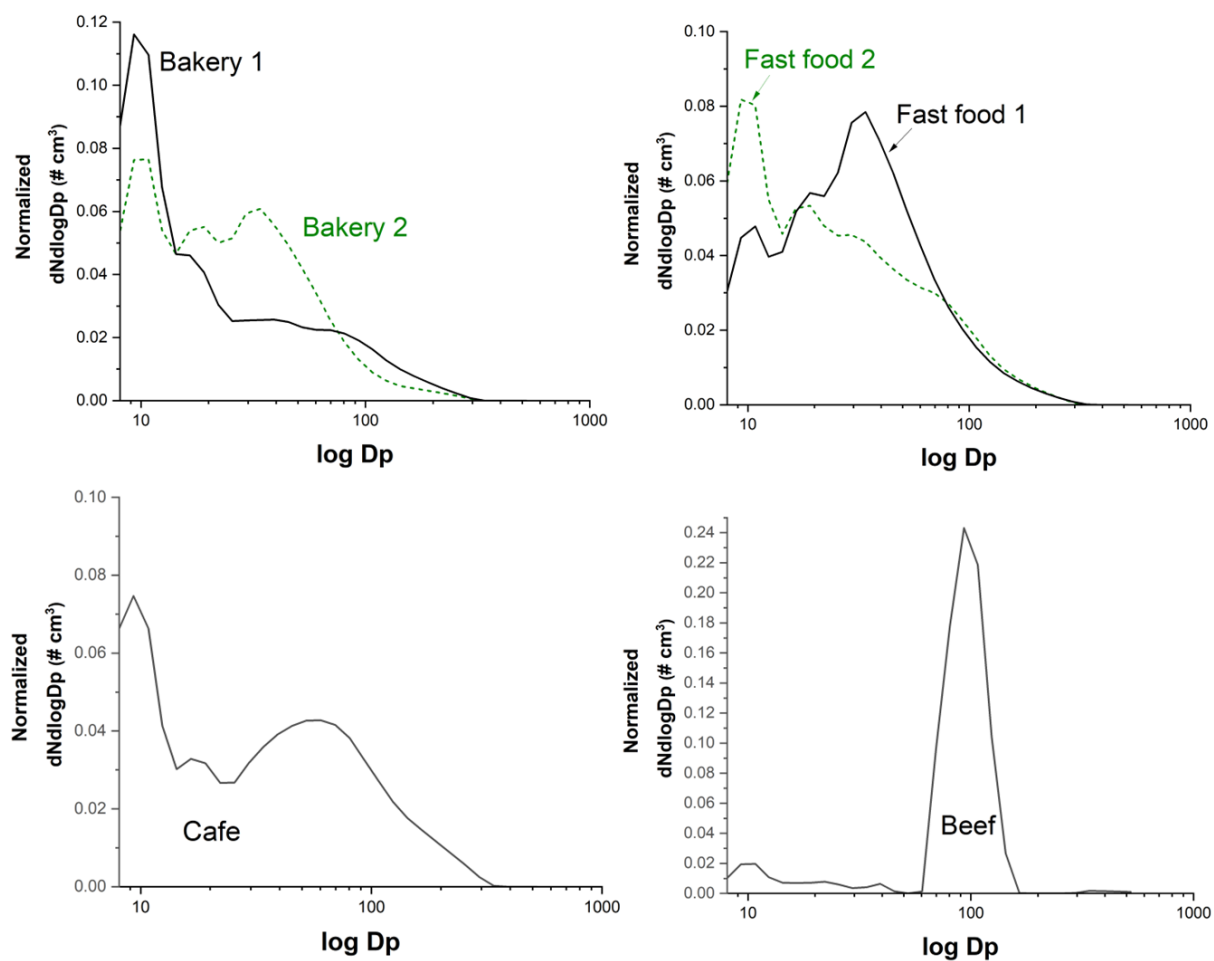 0.12
0.10
0.08
0.06
0.04
0.02
0.00
Normalized
dNdlogDp (# cm³)
Bakery 1
Bakery 2
10
100
1000
log Dp
0.10
0.08
0.06
0.04
0.02
0.00
Normalized
dNdlogDp (# cm³)
Fast food 2
Fast food 1
10
100
1000
log Dp
0.10
0.08
0.06
0.04
0.02
0.00
Normalized
dNdlogDp (# cm³)
Cafe
10
100
1000
log Dp
0.24
0.22
0.20
0.18
0.16
0.14
0.12
0.10
0.08
0.06
0.04
0.02
0.00
Normalized
dNdlogDp (# cm³)
Beef
10
100
1000
log Dp